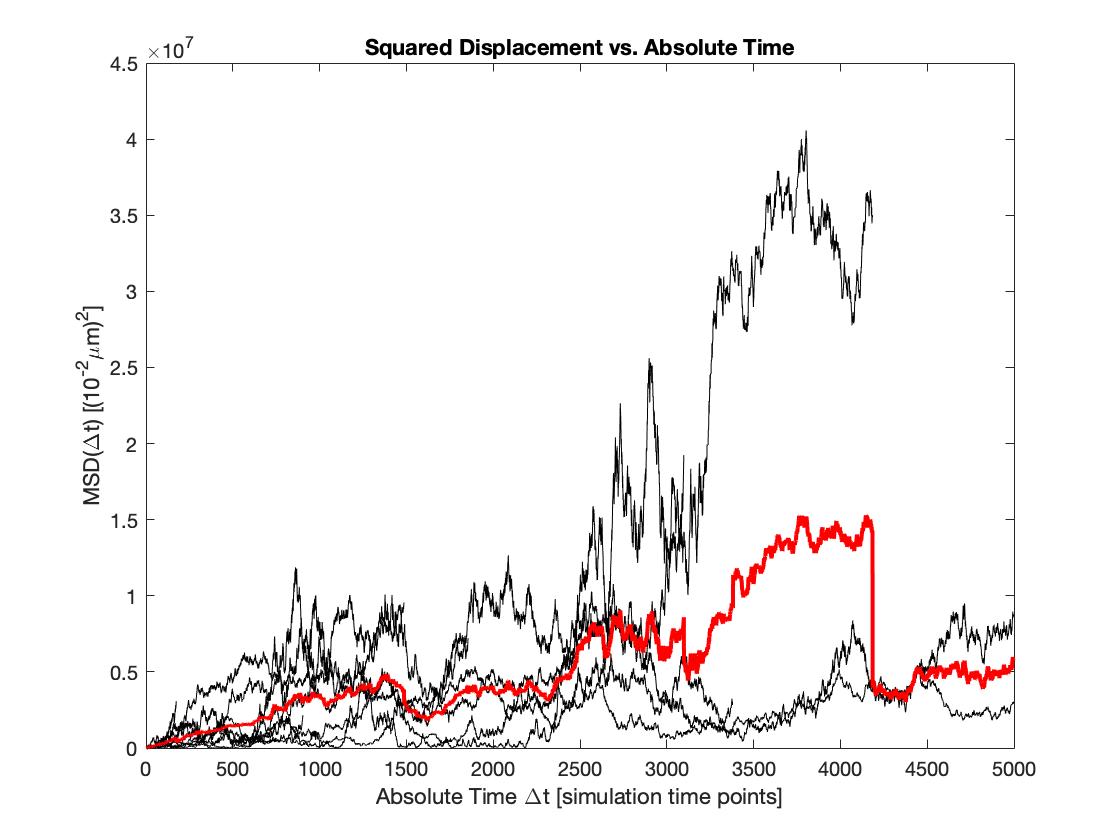 Squared Displacement vs. Absolute Time
×10⁷
4.5
4
3.5
3
2.5
2
1.5
1
0.5
0
MSD(Δt) [(10⁻² μm)²]
0 500 1000 1500 2000 2500 3000 3500 4000 4500 5000
Absolute Time Δt [simulation time points]